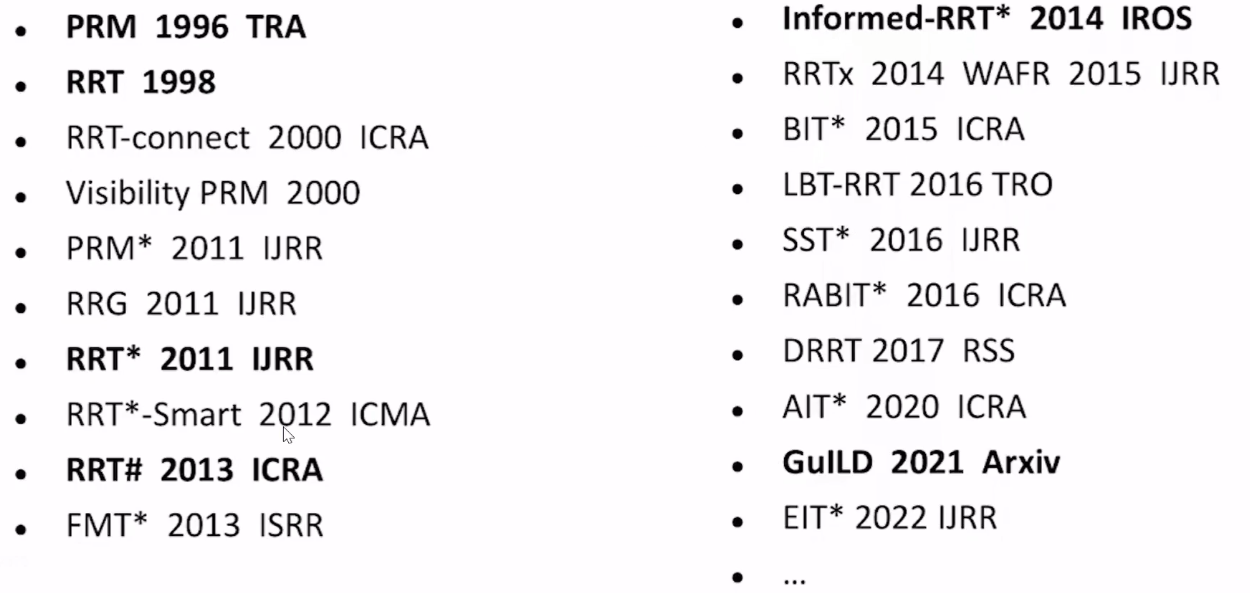 • PRM 1996 TRA
• RRT 1998
• RRT-connect 2000 ICRA
• Visibility PRM 2000
• PRM* 2011 IJRR
• RRG 2011 IJRR
• RRT* 2011 IJRR
• RRT*-Smart 2012 ICMA
• RRT# 2013 ICRA
• FMT* 2013 ISRR
• Informed-RRT* 2014 IROS
• RRTx 2014 WAFR 2015 IJRR
• BIT* 2015 ICRA
• LBT-RRT 2016 TRO
• SST* 2016 IJRR
• RABIT* 2016 ICRA
• DRRT 2017 RSS
• AIT* 2020 ICRA
• GuILD 2021 Arxiv
• EIT* 2022 IJRR
• ...